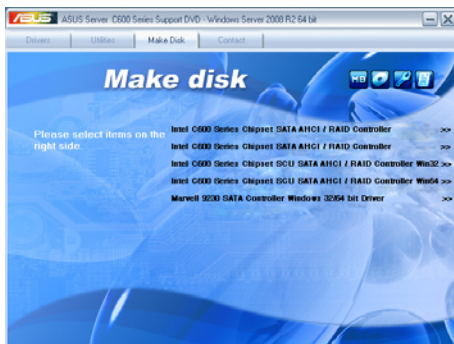 ASUS Server C600 Series Support DVD - Windows Server 2008 R2 64 bit
Drivers Utilities Make Disk Contact
Make disk
Please select items on the right side.
Intel C600 Series Chipset SATA AHCI / RAID Controller >>
Intel C600 Series Chipset SATA AHCI / RAID Controller >>
Intel C600 Series Chipset SCU SATA AHCI / RAID Controller Win32 >>
Intel C600 Series Chipset SCU SATA AHCI / RAID Controller Win64 >>
Marvell 9230 SATA Controller Windows 32/64 bit Driver >>